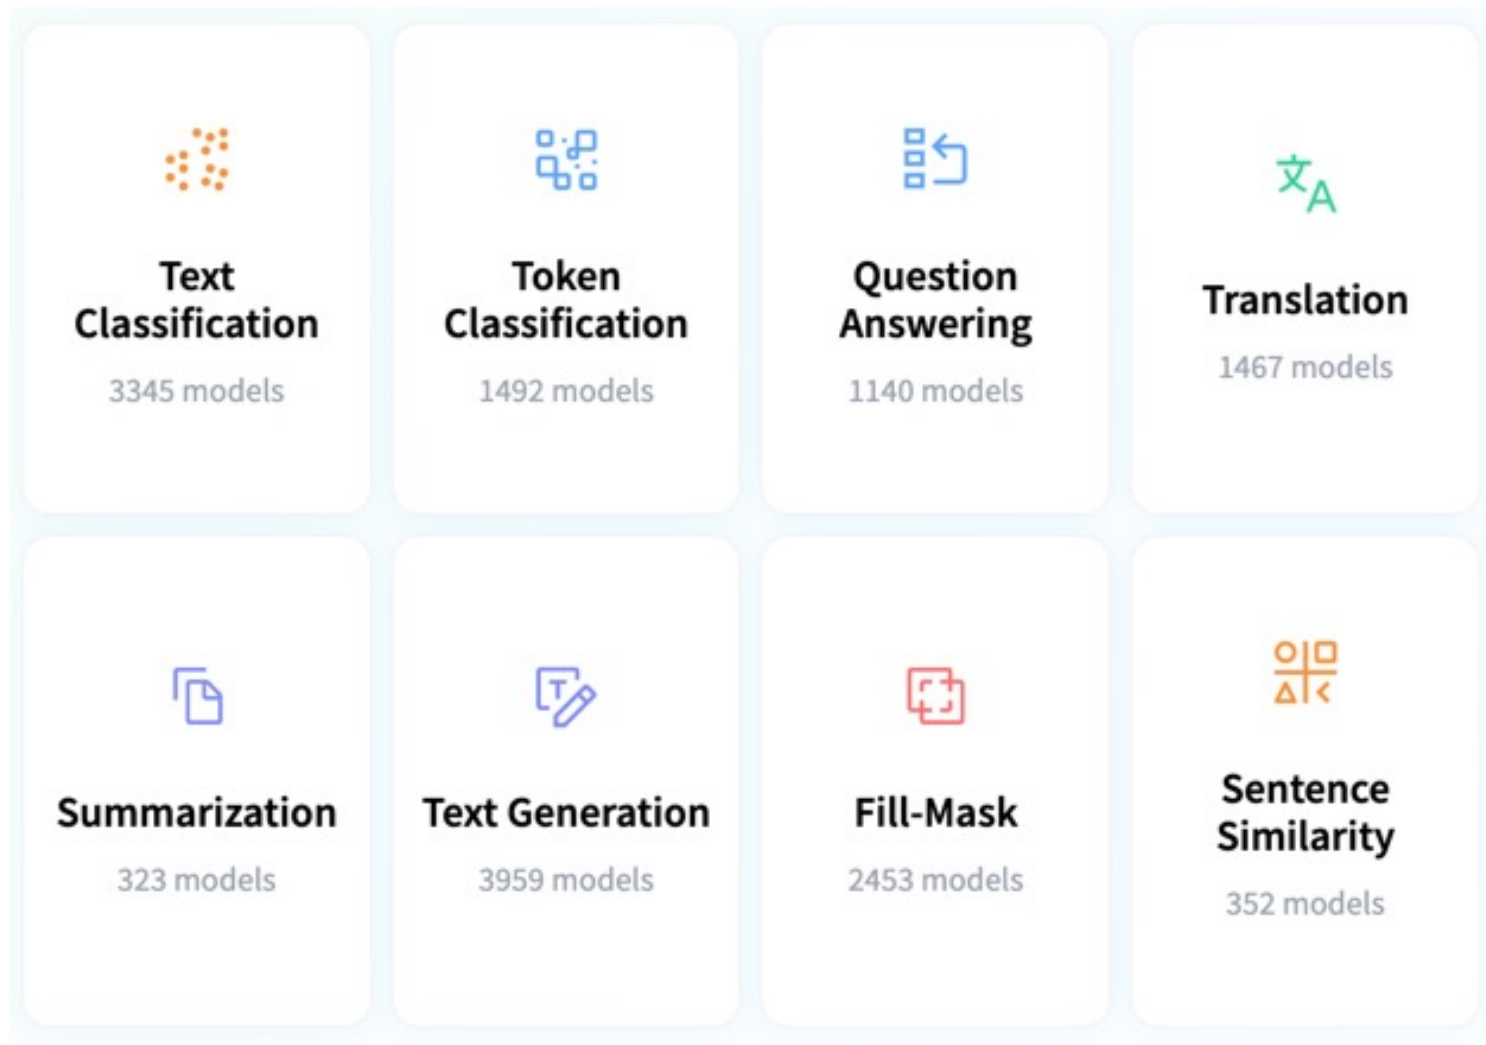 Text
Classification
3345 models
Token
Classification
1492 models
Question
Answering
1140 models
Translation
1467 models
Summarization
323 models
Text Generation
3959 models
Fill-Mask
2453 models
Sentence
Similarity
352 models